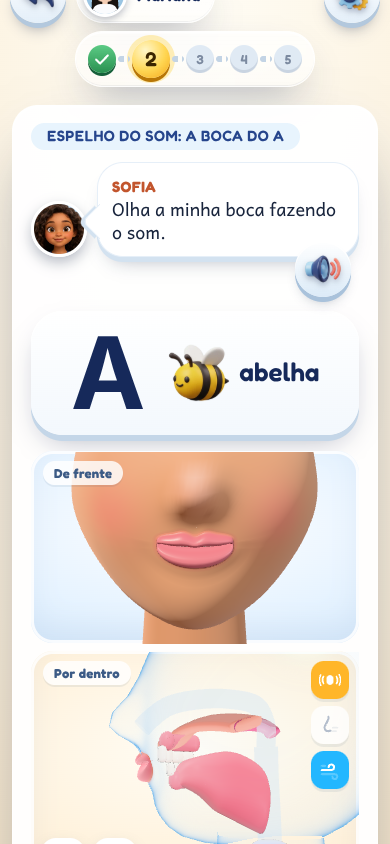 2
3
4
5
ESPELHO DO SOM: A BOCA DO A
SOFIA
Olha a minha boca fazendo
o som.
A
abelha
De frente
Por dentro